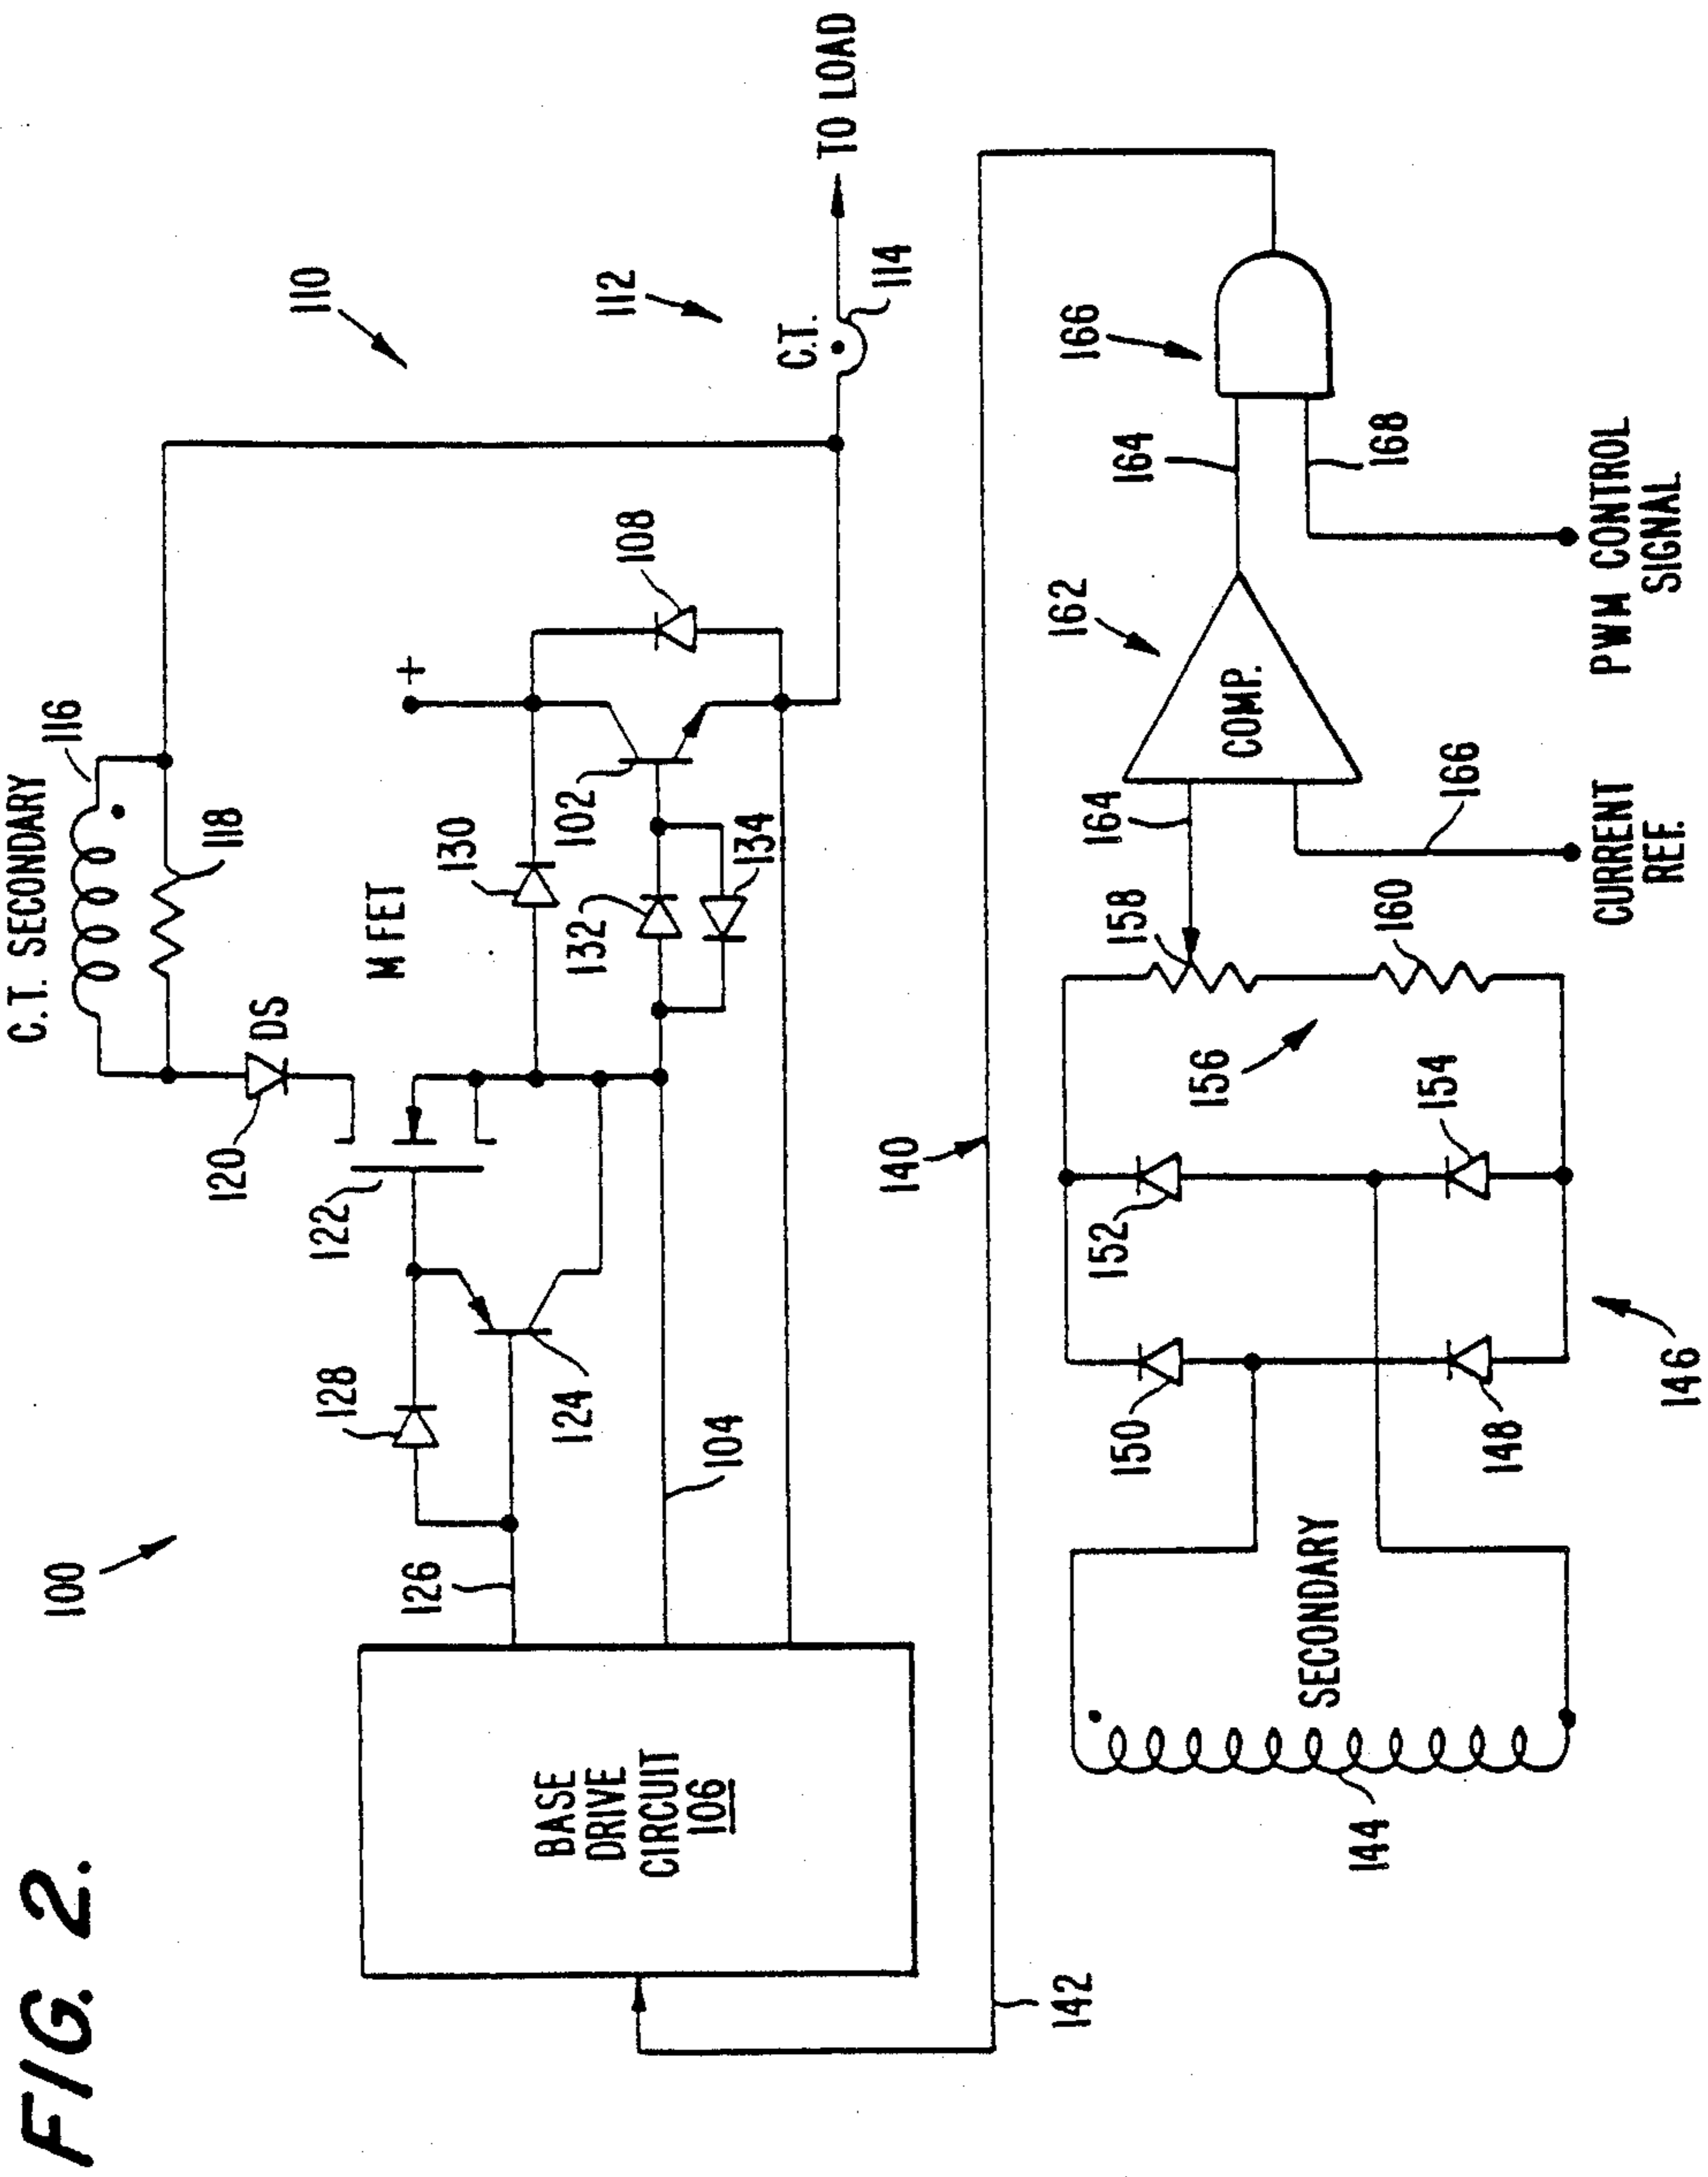 FIG. 2.
100
110
C.T. SECONDARY
116
118
DS
120
M FET
122
128
124
126
130
132
134
102
108
+
112
C.T.
114
TO LOAD
104
BASE
DRIVE
CIRCUIT
106
140
142
144
SECONDARY
146
150
148
152
154
156
158
160
164
162
COMP.
166
CURRENT
REF.
164
166
168
PWM CONTROL
SIGNAL